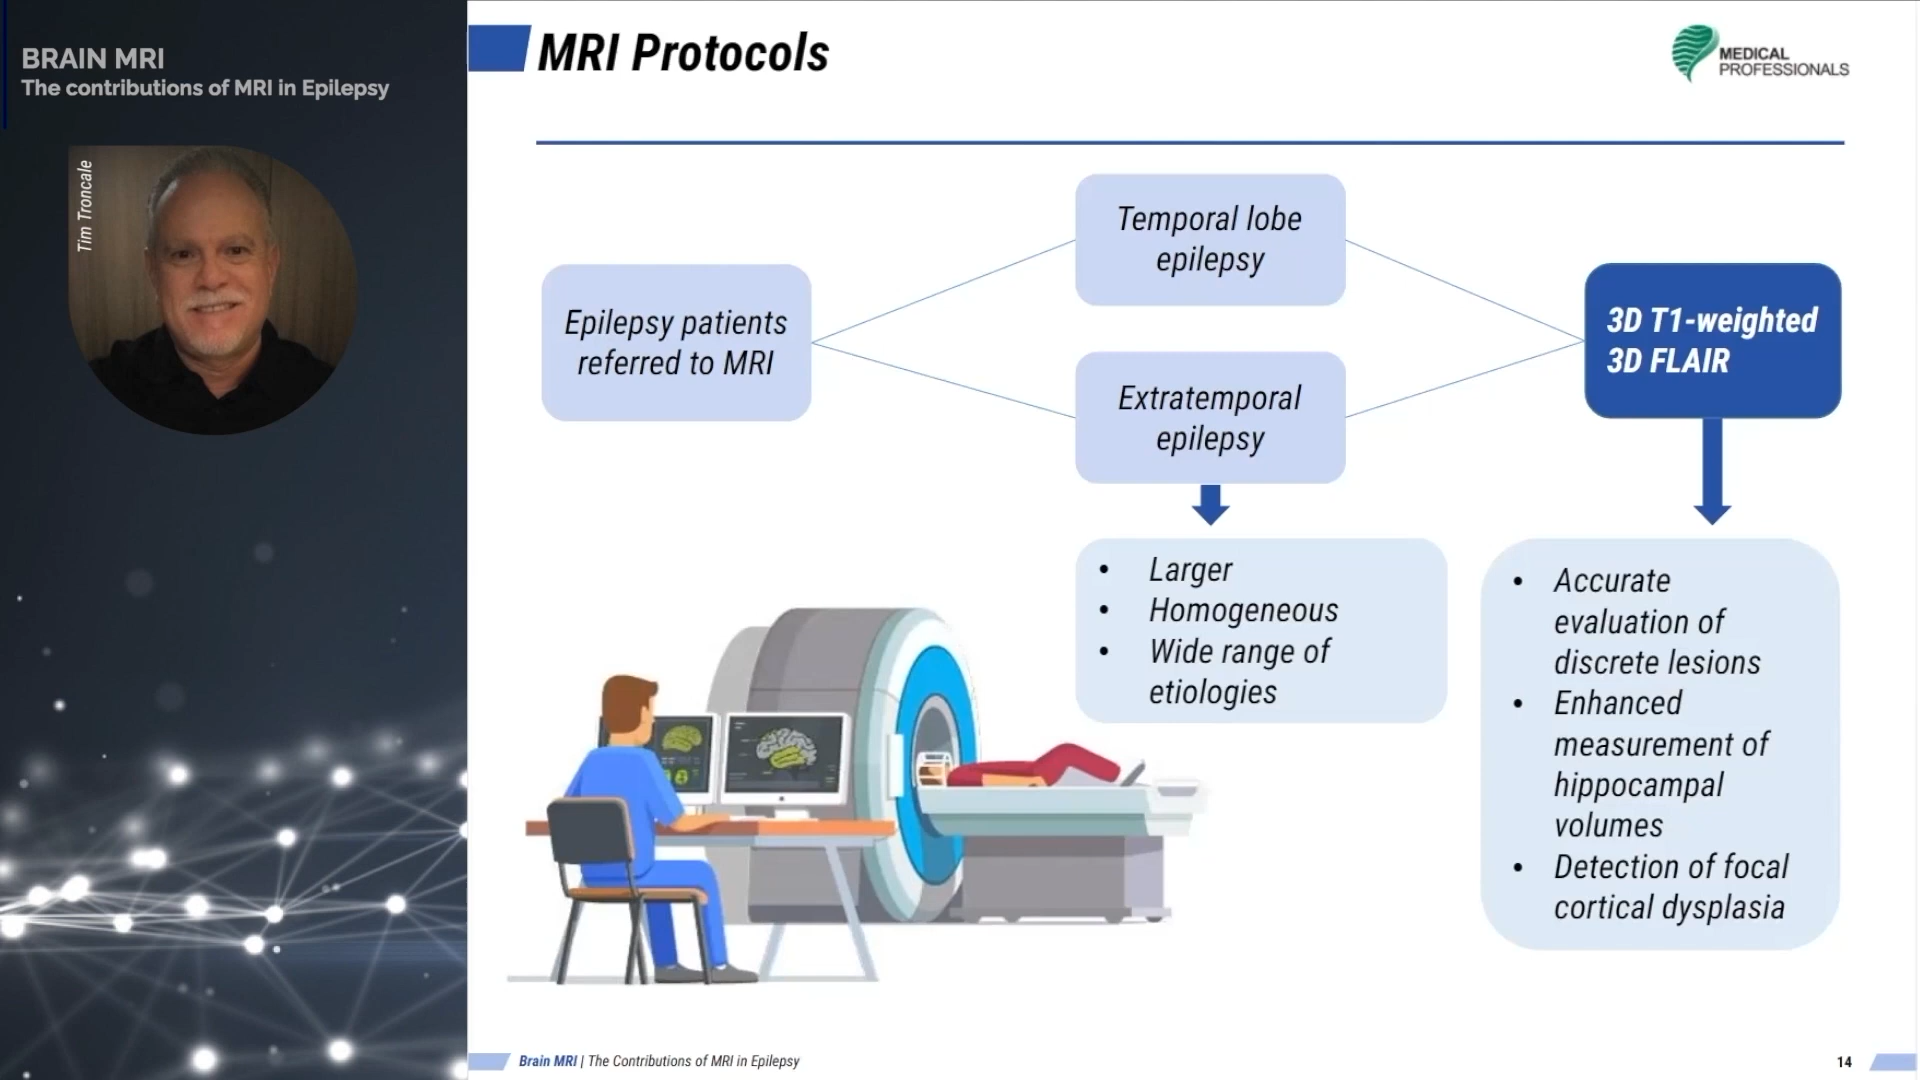 BRAIN MRI
The contributions of MRI in Epilepsy
Tim Troncale
MRI Protocols
MEDICAL
PROFESSIONALS
Epilepsy patients
referred to MRI
Temporal lobe
epilepsy
Extratemporal
epilepsy
3D T1-weighted
3D FLAIR
• Larger
• Homogeneous
• Wide range of
etiologies
• Accurate
evaluation of
discrete lesions
• Enhanced
measurement of
hippocampal
volumes
• Detection of focal
cortical dysplasia
Brain MRI | The Contributions of MRI in Epilepsy
14